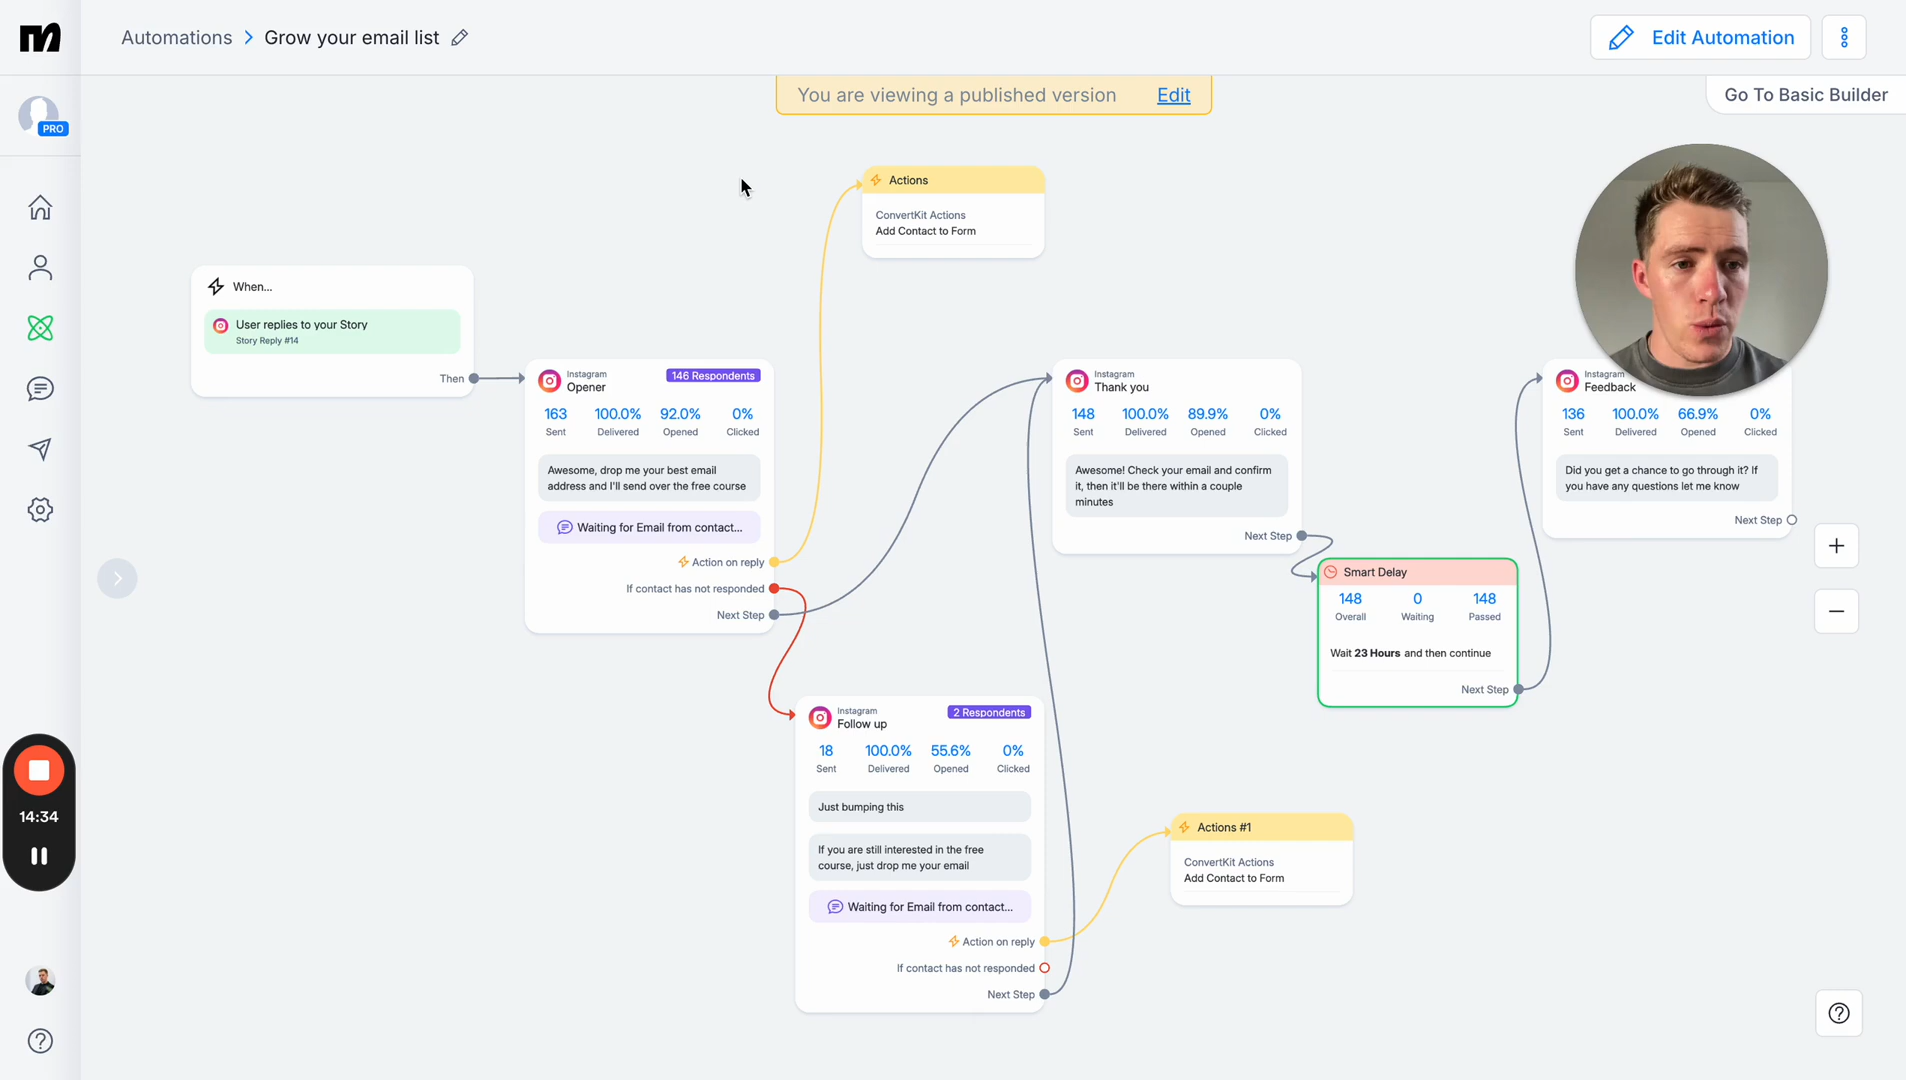 Automations > Grow your email list
Edit Automation
You are viewing a published version Edit
Go To Basic Builder
PRO
Actions
ConvertKit Actions
Add Contact to Form
When...
User replies to your Story
Story Reply #14
Then
Instagram
Opener
146 Respondents
163 100.0% 92.0% 0%
Sent Delivered Opened Clicked
Awesome, drop me your best email
address and I'll send over the free course
Waiting for Email from contact...
Action on reply
If contact has not responded
Next Step
Instagram
Thank you
148 100.0% 89.9% 0%
Sent Delivered Opened Clicked
Awesome! Check your email and confirm
it, then it'll be there within a couple
minutes
Next Step
Instagram
Feedback
136 100.0% 66.9% 0%
Sent Delivered Opened Clicked
Did you get a chance to go through it? If
you have any questions let me know
Next Step
Smart Delay
148 0 148
Overall Waiting Passed
Wait 23 Hours and then continue
Next Step
Instagram
Follow up
2 Respondents
18 100.0% 55.6% 0%
Sent Delivered Opened Clicked
Just bumping this
If you are still interested in the free
course, just drop me your email
Waiting for Email from contact...
Action on reply
If contact has not responded
Next Step
Actions #1
ConvertKit Actions
Add Contact to Form
14:34